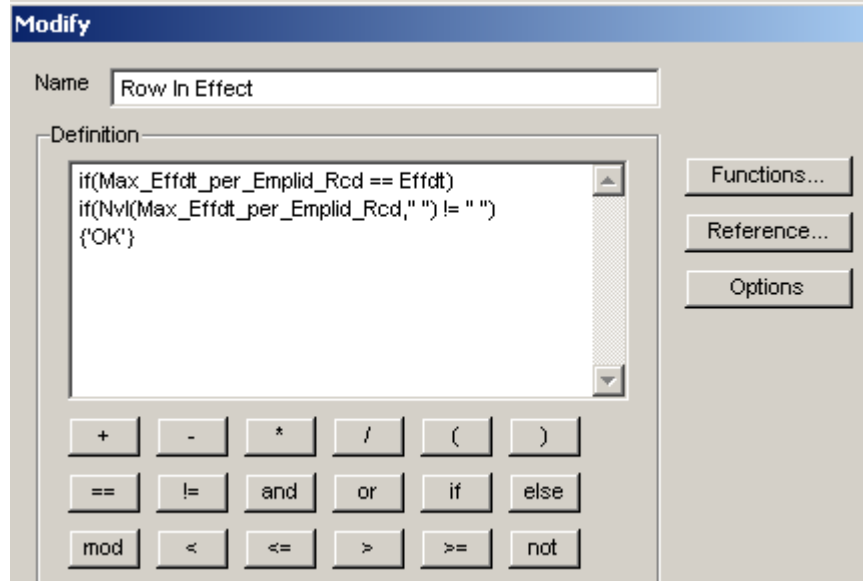 Modify
Name Row In Effect
Definition
if(Max_Effdt_per_Emplid_Rcd == Effdt)
if(Nvl(Max_Effdt_per_Emplid_Rcd," ") != " ")
{'OK'}
Functions...
Reference...
Options
+ - * / ( )
== != and or if else
mod < <= > >= not